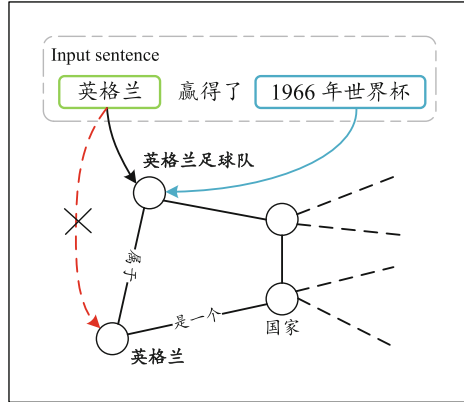 Input sentence
英格兰 赢得了 1966 年世界杯
英格兰足球队
属于
是一个
国家
英格兰